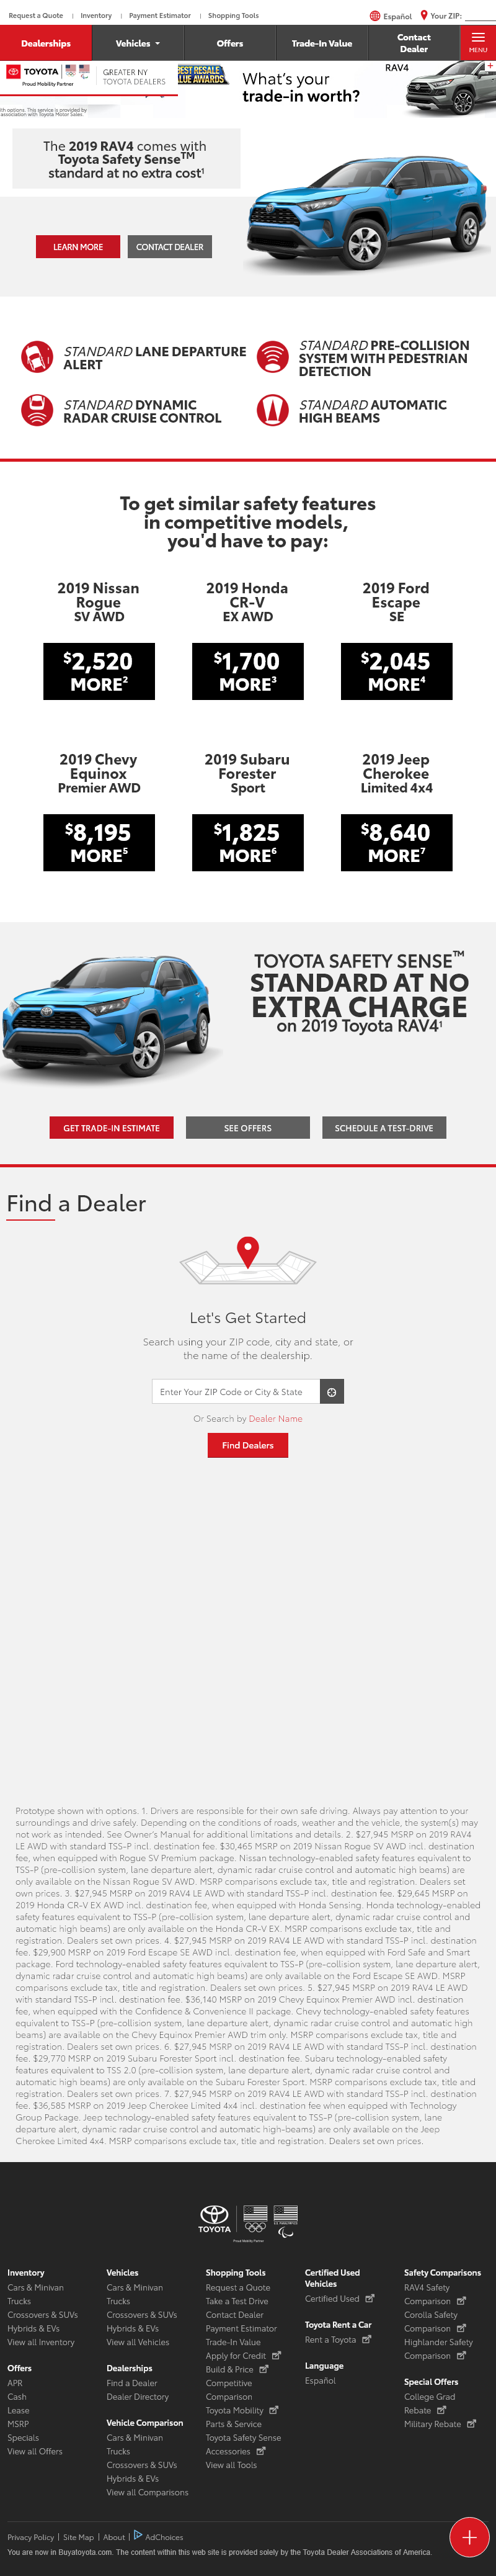 Request a Quote | Inventory | Payment Estimator | Shopping Tools
Español Your ZIP:
Dealerships Vehicles Offers Trade-In Value Contact Dealer MENU
TOYOTA GREATER NY TOYOTA DEALERS
Proud Mobility Partner
What's your
trade-in worth?
RAV4
th options. This service is provided by
association with Toyota Motor Sales
The 2019 RAV4 comes with
Toyota Safety Sense™
standard at no extra cost¹
LEARN MORE CONTACT DEALER
STANDARD LANE DEPARTURE ALERT
STANDARD PRE-COLLISION SYSTEM WITH PEDESTRIAN DETECTION
STANDARD DYNAMIC RADAR CRUISE CONTROL
STANDARD AUTOMATIC HIGH BEAMS
To get similar safety features
in competitive models,
you'd have to pay:
2019 Nissan
Rogue
SV AWD
$2,520
MORE²
2019 Honda
CR-V
EX AWD
$1,700
MORE³
2019 Ford
Escape
SE
$2,045
MORE⁴
2019 Chevy
Equinox
Premier AWD
$8,195
MORE⁵
2019 Subaru
Forester
Sport
$1,825
MORE⁶
2019 Jeep
Cherokee
Limited 4x4
$8,640
MORE⁷
TOYOTA SAFETY SENSE™
STANDARD AT NO
EXTRA CHARGE
on 2019 Toyota RAV4¹
GET TRADE-IN ESTIMATE SEE OFFERS SCHEDULE A TEST-DRIVE
Find a Dealer
Let's Get Started
Search using your ZIP code, city and state, or
the name of the dealership.
Enter Your ZIP Code or City & State
Or Search by Dealer Name
Find Dealers
Prototype shown with options. 1. Drivers are responsible for their own safe driving. Always pay attention to your
surroundings and drive safely. Depending on the conditions of roads, weather and the vehicle, the system(s) may
not work as intended. See Owner's Manual for additional limitations and details. 2. $27,945 MSRP on 2019 RAV4
LE AWD with standard TSS-P incl. destination fee. $30,465 MSRP on 2019 Nissan Rogue SV AWD incl. destination
fee, when equipped with Rogue SV Premium package. Nissan technology-enabled safety features equivalent to
TSS-P (pre-collision system, lane departure alert, dynamic radar cruise control and automatic high beams) are
only available on the Nissan Rogue SV AWD. MSRP comparisons exclude tax, title and registration. Dealers set
own prices. 3. $27,945 MSRP on 2019 RAV4 LE AWD with standard TSS-P incl. destination fee. $29,645 MSRP on
2019 Honda CR-V EX AWD incl. destination fee, when equipped with Honda Sensing. Honda technology-enabled
safety features equivalent to TSS-P (pre-collision system, lane departure alert, dynamic radar cruise control and
automatic high beams) are only available on the Honda CR-V EX. MSRP comparisons exclude tax, title and
registration. Dealers set own prices. 4. $27,945 MSRP on 2019 RAV4 LE AWD with standard TSS-P incl. destination
fee. $29,900 MSRP on 2019 Ford Escape SE AWD incl. destination fee, when equipped with Ford Safe and Smart
package. Ford technology-enabled safety features equivalent to TSS-P (pre-collision system, lane departure alert,
dynamic radar cruise control and automatic high beams) are only available on the Ford Escape SE AWD. MSRP
comparisons exclude tax, title and registration. Dealers set own prices. 5. $27,945 MSRP on 2019 RAV4 LE AWD
with standard TSS-P incl. destination fee. $36,140 MSRP on 2019 Chevy Equinox Premier AWD incl. destination
fee, when equipped with the Confidence & Convenience II package. Chevy technology-enabled safety features
equivalent to TSS-P (pre-collision system, lane departure alert, dynamic radar cruise control and automatic high
beams) are available on the Chevy Equinox Premier AWD trim only. MSRP comparisons exclude tax, title and
registration. Dealers set own prices. 6. $27,945 MSRP on 2019 RAV4 LE AWD with standard TSS-P incl. destination
fee. $29,770 MSRP on 2019 Subaru Forester Sport incl. destination fee. Subaru technology-enabled safety
features equivalent to TSS 2.0 (pre-collision system, lane departure alert, dynamic radar cruise control and
automatic high beams) are only available on the Subaru Forester Sport. MSRP comparisons exclude tax, title and
registration. Dealers set own prices. 7. $27,945 MSRP on 2019 RAV4 LE AWD with standard TSS-P incl. destination
fee. $36,585 MSRP on 2019 Jeep Cherokee Limited 4x4 incl. destination fee when equipped with Technology
Group Package. Jeep technology-enabled safety features equivalent to TSS-P (pre-collision system, lane
departure alert, dynamic radar cruise control and automatic high-beams) are only available on the Jeep
Cherokee Limited 4x4. MSRP comparisons exclude tax, title and registration. Dealers set own prices.
TOYOTA
Proud Mobility Partner
Inventory
Cars & Minivan
Trucks
Crossovers & SUVs
Hybrids & EVs
View all Inventory
Offers
APR
Cash
Lease
MSRP
Specials
View all Offers
Vehicles
Cars & Minivan
Trucks
Crossovers & SUVs
Hybrids & EVs
View all Vehicles
Dealerships
Find a Dealer
Dealer Directory
Vehicle Comparison
Cars & Minivan
Trucks
Crossovers & SUVs
Hybrids & EVs
View all Comparisons
Shopping Tools
Request a Quote
Take a Test Drive
Contact Dealer
Payment Estimator
Trade-In Value
Apply for Credit
Build & Price
Competitive
Comparison
Toyota Mobility
Parts & Service
Toyota Safety Sense
Accessories
View all Tools
Certified Used
Vehicles
Certified Used
Toyota Rent a Car
Rent a Toyota
Language
Español
Safety Comparisons
RAV4 Safety
Comparison
Corolla Safety
Comparison
Highlander Safety
Comparison
Special Offers
College Grad
Rebate
Military Rebate
Privacy Policy | Site Map | About | AdChoices
You are now in Buyatoyota.com. The content within this web site is provided solely by the Toyota Dealer Associations of America.